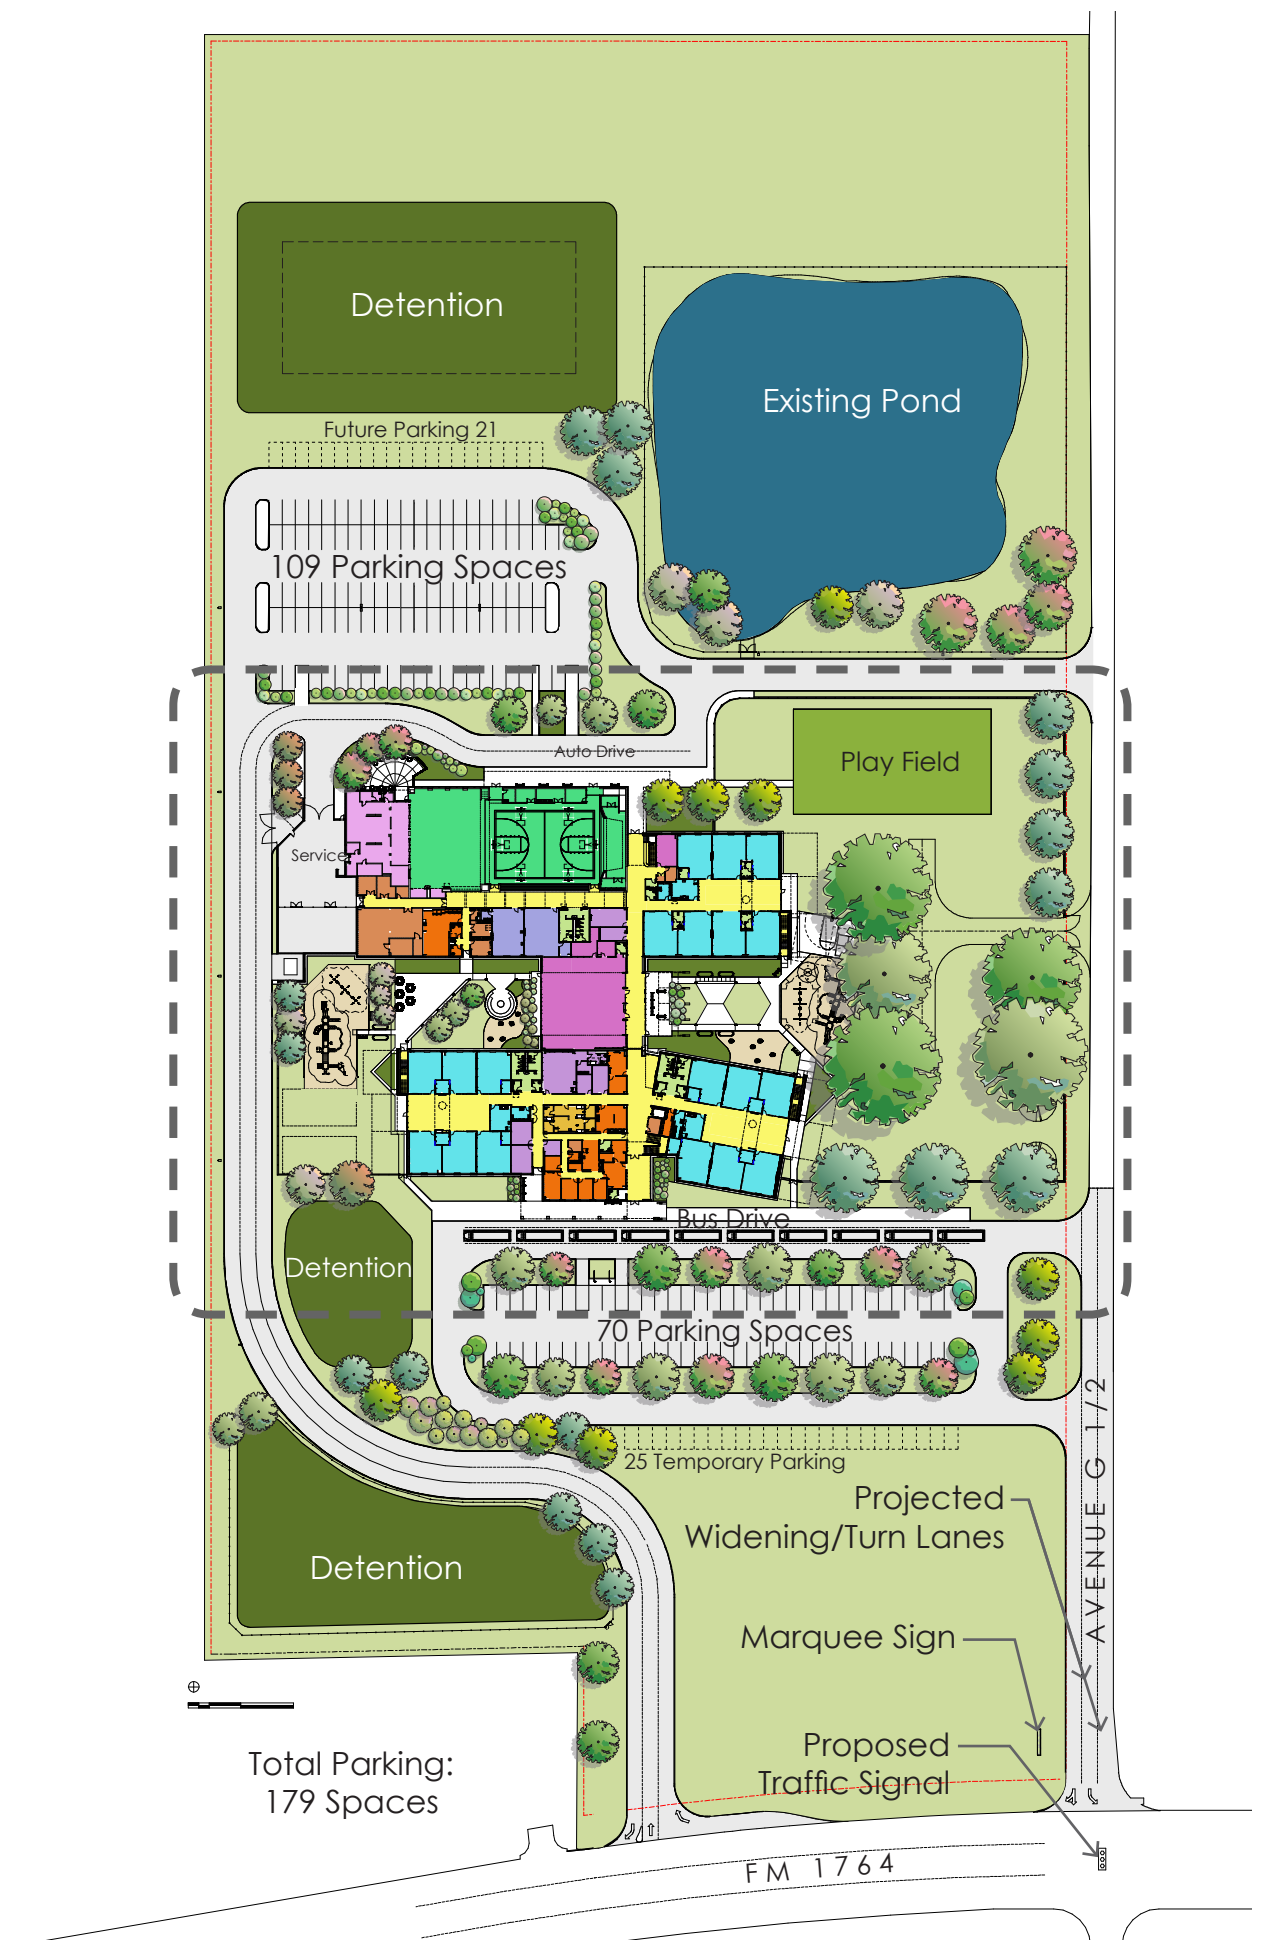 Detention
Existing Pond
Future Parking 21
109 Parking Spaces
Auto Drive
Play Field
Service
Bus Drive
Detention
70 Parking Spaces
25 Temporary Parking
AVENUE G 1/2
Projected
Widening/Turn Lanes
Detention
Marquee Sign
Proposed
Traffic Signal
Total Parking:
179 Spaces
FM 1764